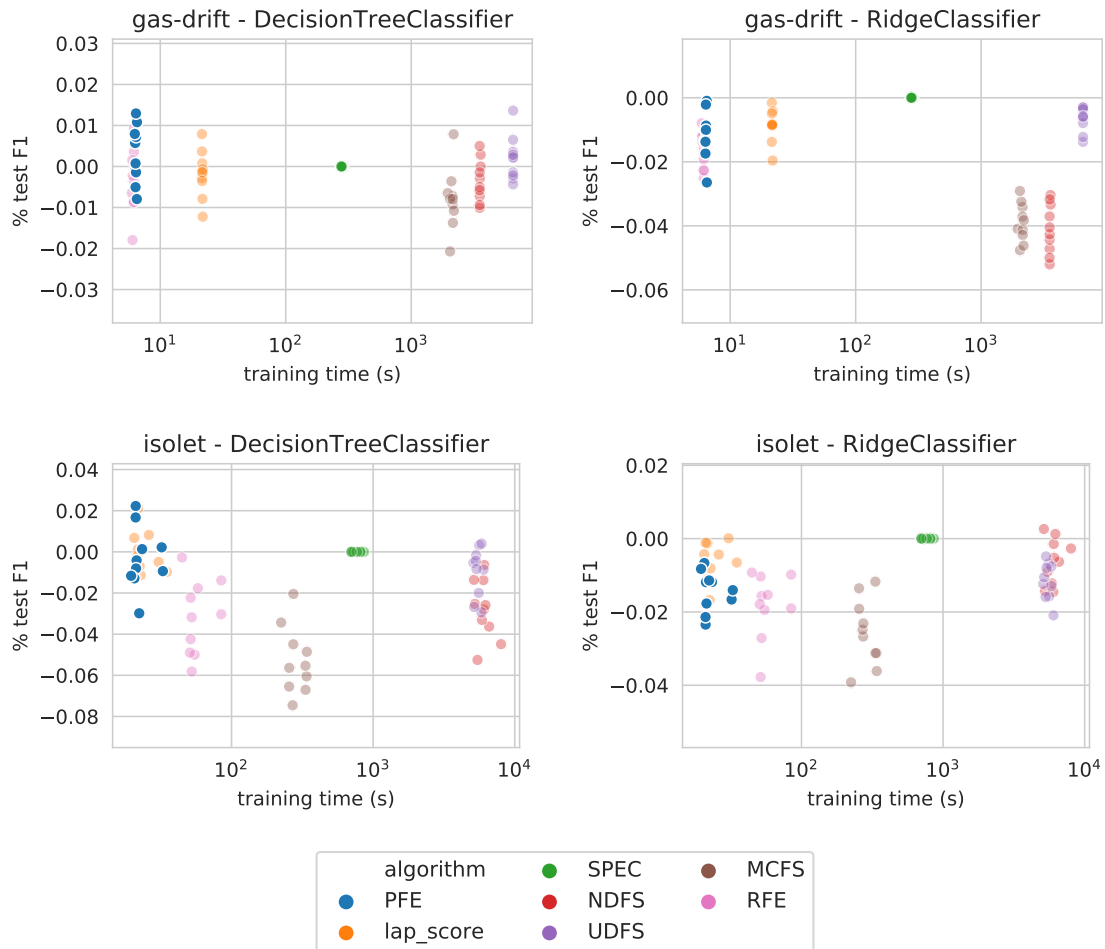 gas-drift - DecisionTreeClassifier
0.03
0.02
0.01
0.00
−0.01
−0.02
−0.03
% test F1
10^1
10^2
10^3
training time (s)
gas-drift - RidgeClassifier
0.00
−0.02
−0.04
−0.06
% test F1
10^1
10^2
10^3
training time (s)
isolet - DecisionTreeClassifier
0.04
0.02
0.00
−0.02
−0.04
−0.06
−0.08
% test F1
10^2
10^3
10^4
training time (s)
isolet - RidgeClassifier
0.02
0.00
−0.02
−0.04
% test F1
10^2
10^3
10^4
training time (s)
algorithm
PFE
lap_score
SPEC
NDFS
UDFS
MCFS
RFE